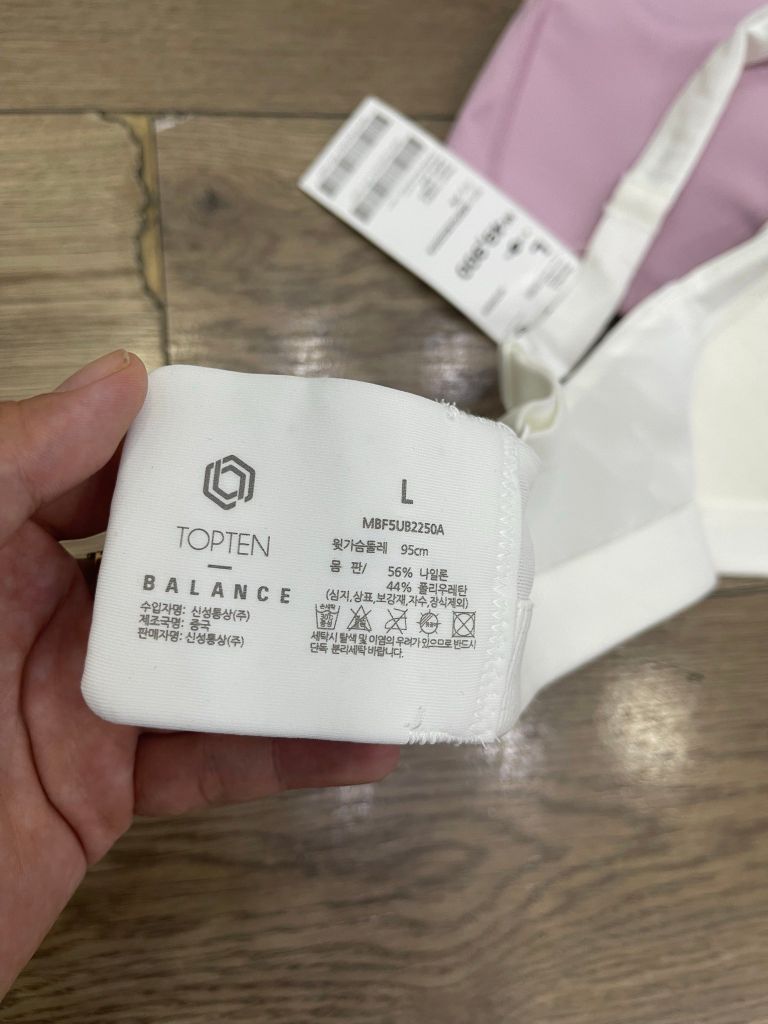 TOPTEN
BALANCE
수입자명: 신성통상(주)
제조국명: 중국
판매자명: 신성통상(주)
L
MBF5UB2250A
윗가슴둘레 95cm
몸 판/ 56% 나일론
44% 폴리우레탄
(심지,상표,보강재,자수,장식제외)
세탁시 탈색 및 이염의 우려가 있으므로 반드시
단독 분리세탁 바랍니다.